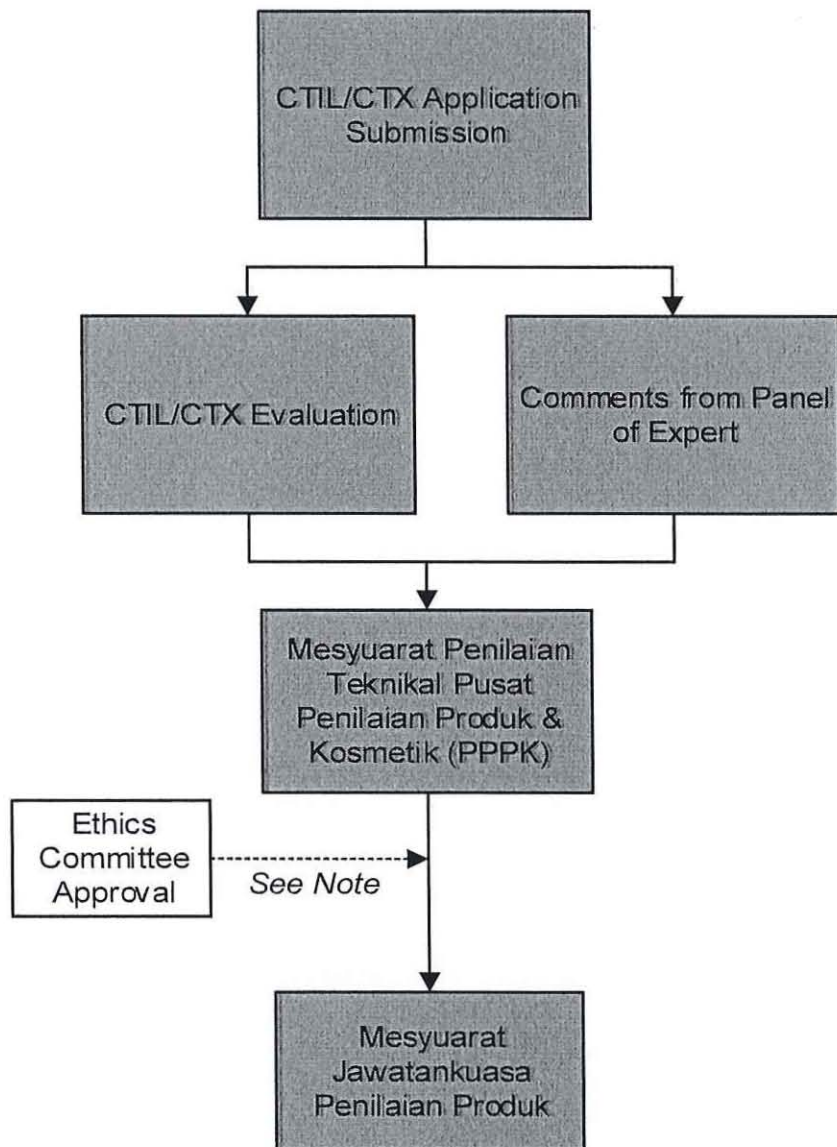 CTIL/CTX Application
Submission
CTIL/CTX Evaluation
Comments from Panel
of Expert
Mesyuarat Penilaian
Teknikal Pusat
Penilaian Produk &
Kosmetik (PPPK)
Ethics
Committee
Approval
See Note
Mesyuarat
Jawatankuasa
Penilaian Produk